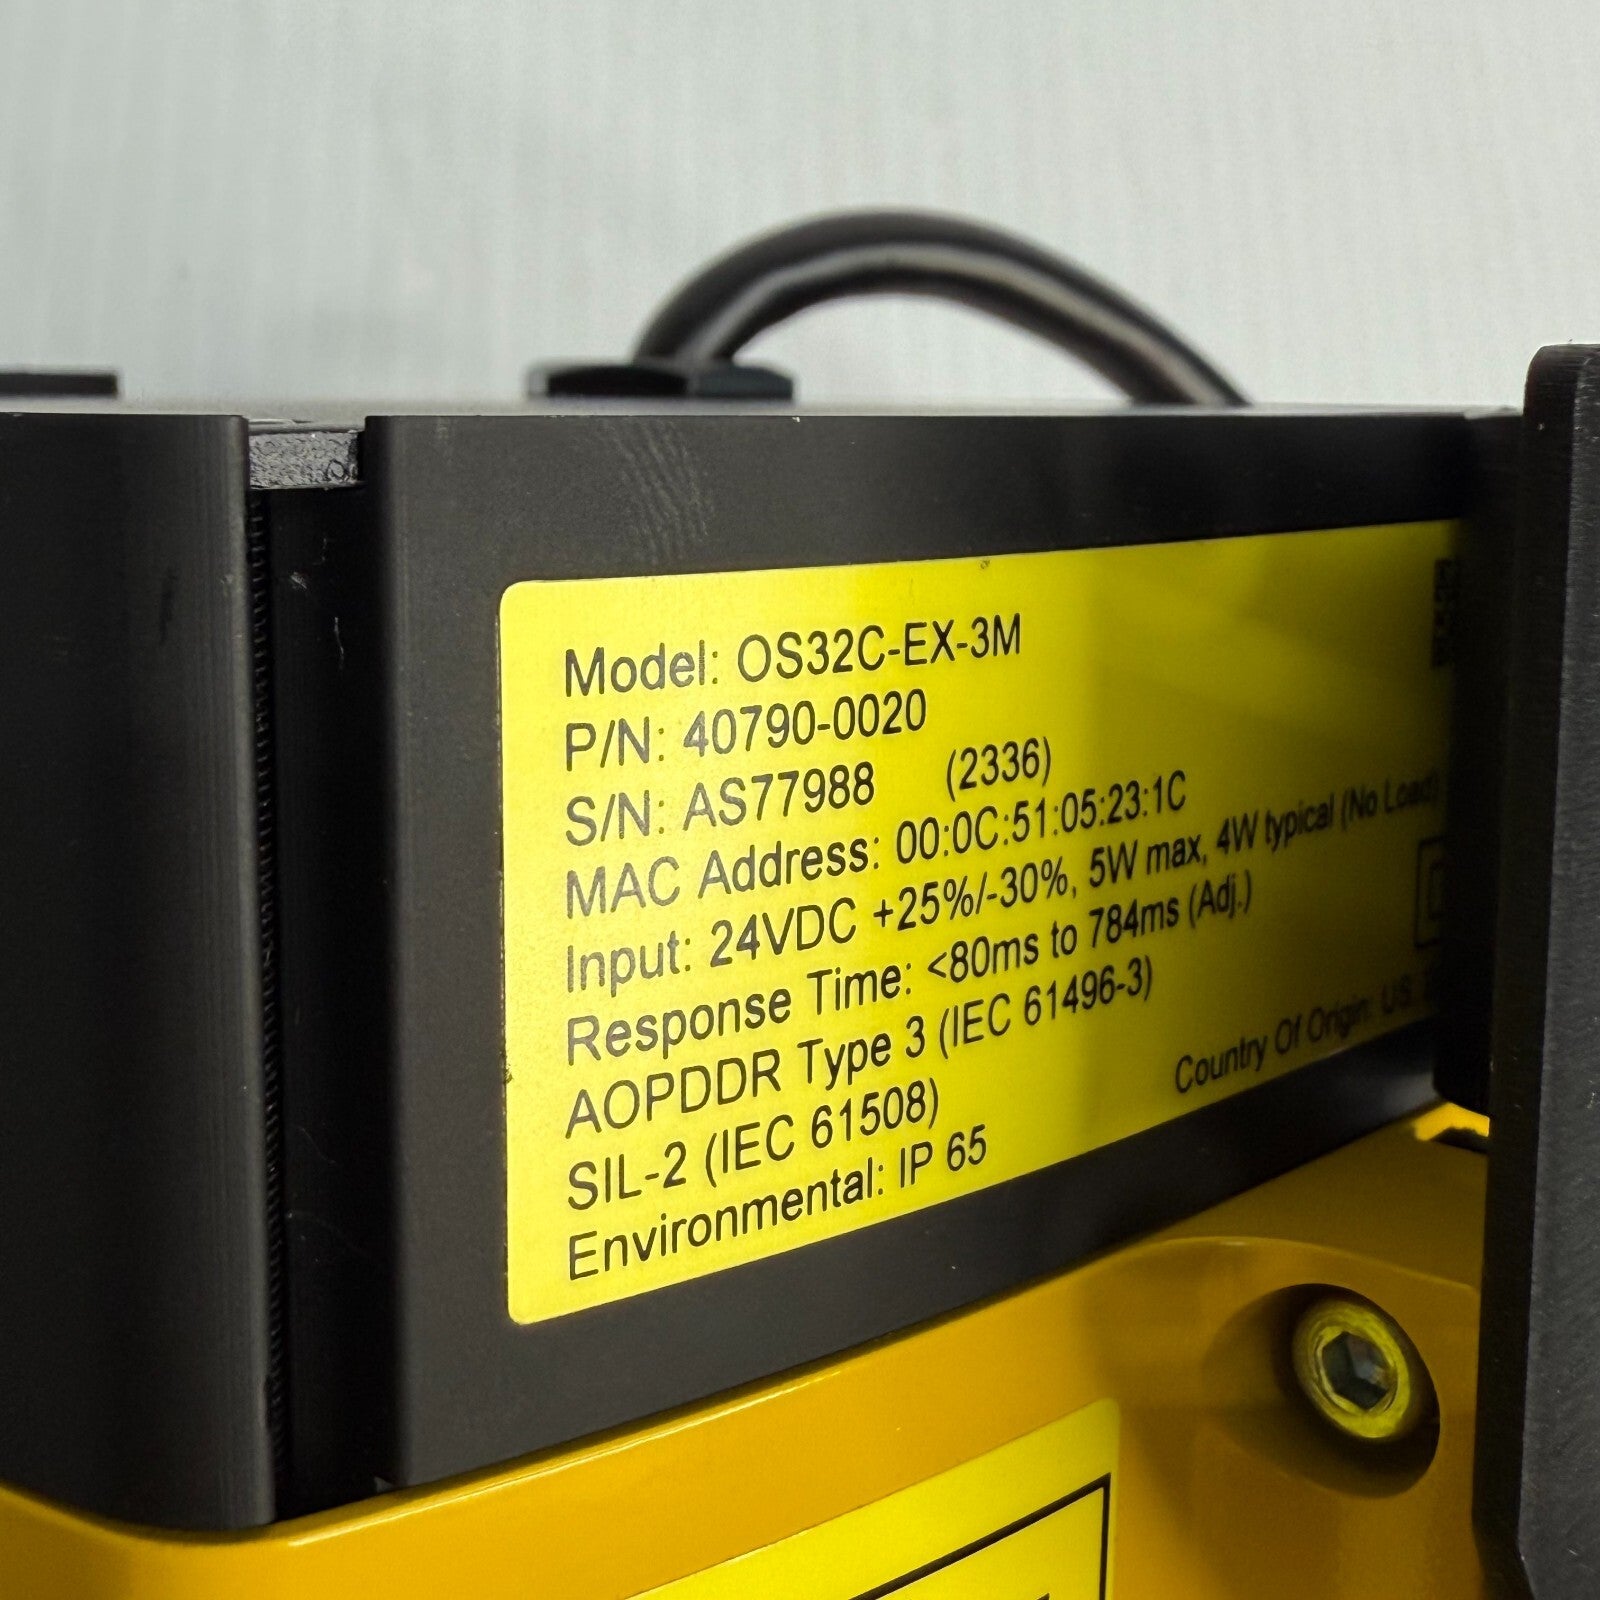 Model: OS32C-EX-3M
P/N: 40790-0020
S/N: AS77988 (2336)
MAC Address: 00:0C:51:05:23:1C
Input: 24VDC +25%/-30%, 5W max, 4W typical (No Load)
Response Time: <80ms to 784ms (Adj.)
AOPDDR Type 3 (IEC 61496-3)
SIL-2 (IEC 61508)
Country Of Origin: US
Environmental: IP 65